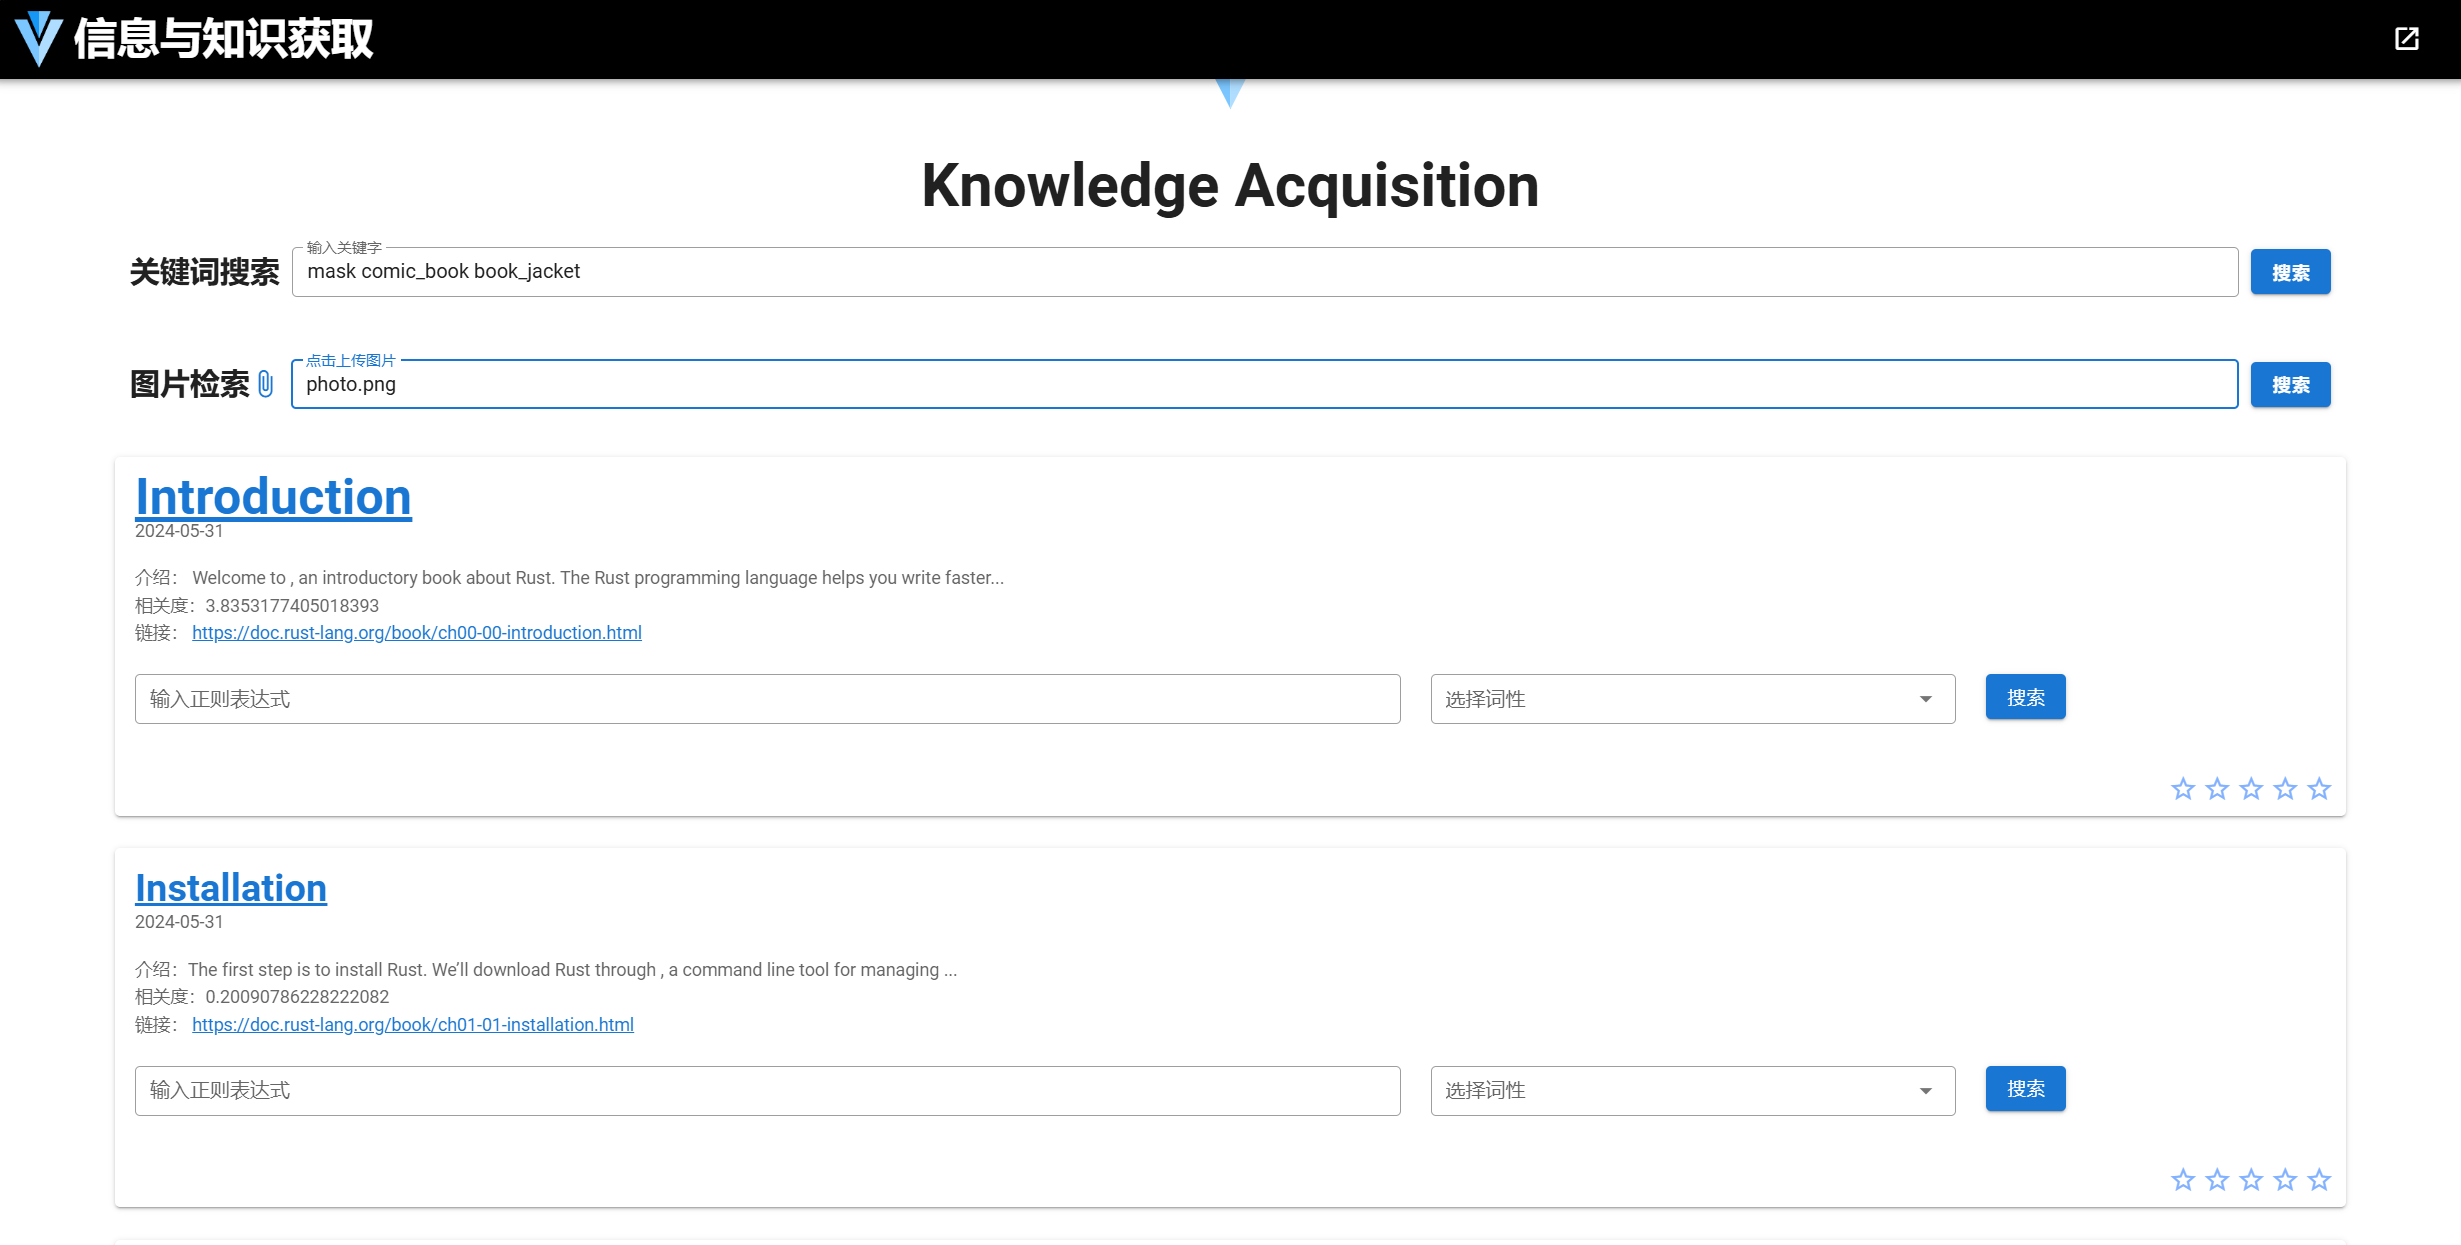 信息与知识获取
Knowledge Acquisition
输入关键字
关键词搜索 mask comic_book book_jacket 搜索
点击上传图片
图片检索 photo.png 搜索
Introduction
2024-05-31
介绍： Welcome to , an introductory book about Rust. The Rust programming language helps you write faster...
相关度：3.8353177405018393
链接： https://doc.rust-lang.org/book/ch00-00-introduction.html
输入正则表达式 选择词性 搜索
Installation
2024-05-31
介绍：The first step is to install Rust. We’ll download Rust through , a command line tool for managing ...
相关度：0.20090786228222082
链接： https://doc.rust-lang.org/book/ch01-01-installation.html
输入正则表达式 选择词性 搜索